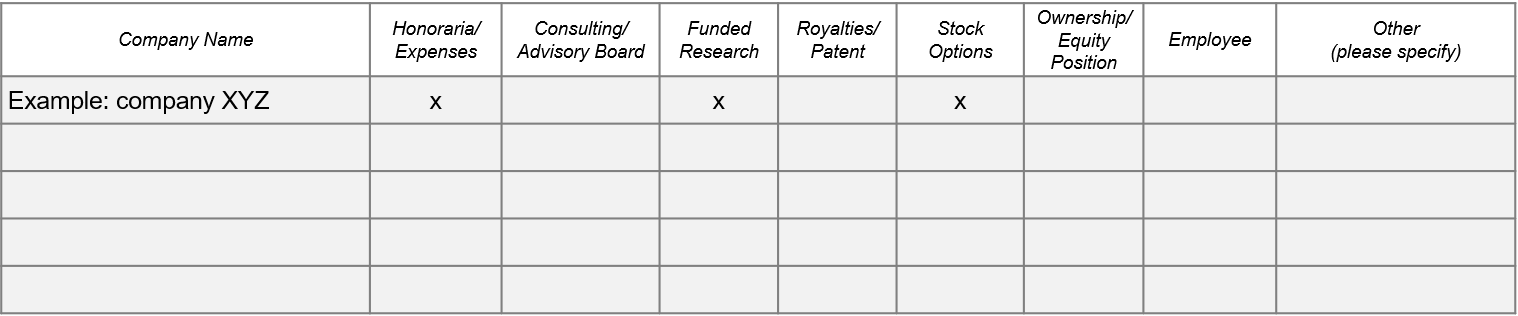 Company Name
Honoraria/
Expenses
Consulting/
Advisory Board
Funded
Research
Royalties/
Patent
Stock
Options
Ownership/
Equity
Position
Employee
Other
(please specify)
Example: company XYZ x x x